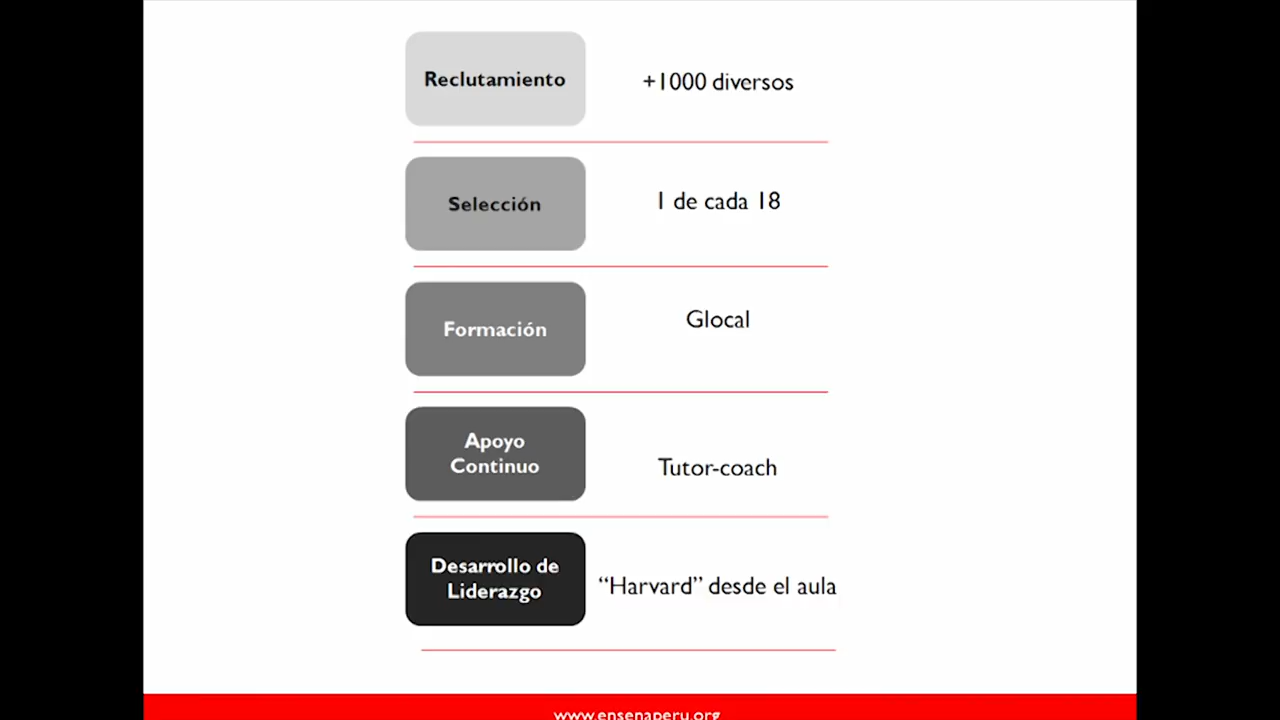 Reclutamiento
+1000 diversos
Selección
1 de cada 18
Formación
Glocal
Apoyo
Continuo
Tutor-coach
Desarrollo de
Liderazgo
“Harvard” desde el aula
www.ensenaperu.org